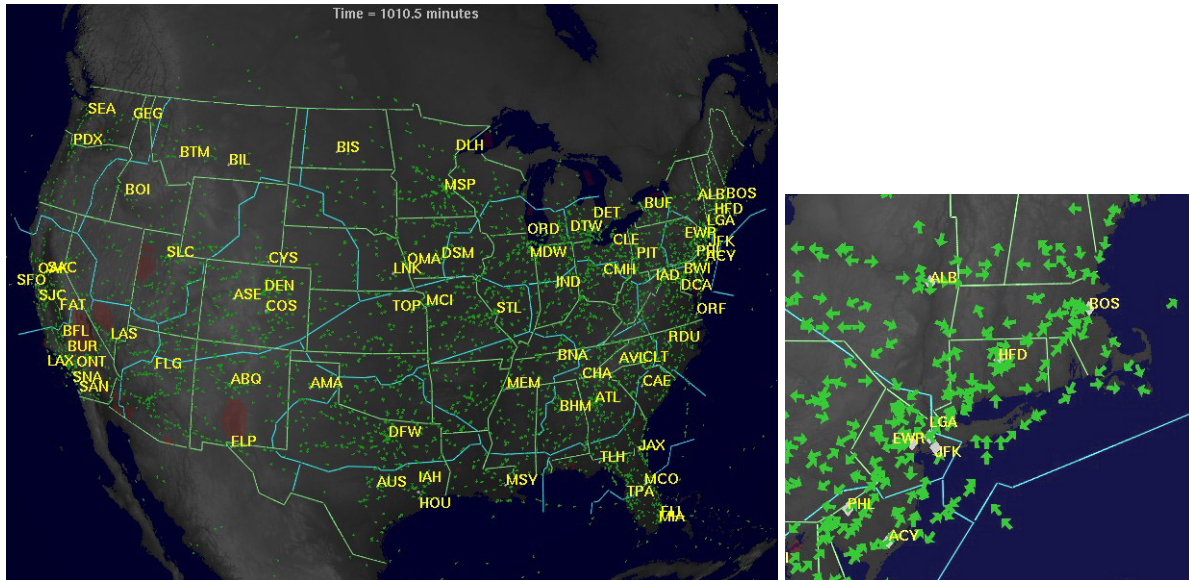 Time = 1010.5 minutes
SEA
GEG
PDX
BTM
BIL
BIS
DLH
BOI
MSP
ALB
BOS
BUF
HFD
DET
LGA
ORD
DTW
EWR
JFK
CLE
SLC
MDW
PIT
ACY
CYS
OMA
DSM
LNK
CMH
IAD
BWI
SFO
SJC
DEN
ASE
COS
IND
DCA
FAT
TOP
MCI
STL
ORF
BFL
LAS
BUR
RDU
LAX
ONT
FLG
BNA
AVL
CLT
SNA
SAN
ABQ
AMA
MEM
CHA
CAE
BHM
ATL
DFW
ELP
JAX
TLH
AUS
IAH
MSY
MCO
TPA
HOU
MIA
ALB
BOS
HFD
LGA
EWR
JFK
PHL
ACY